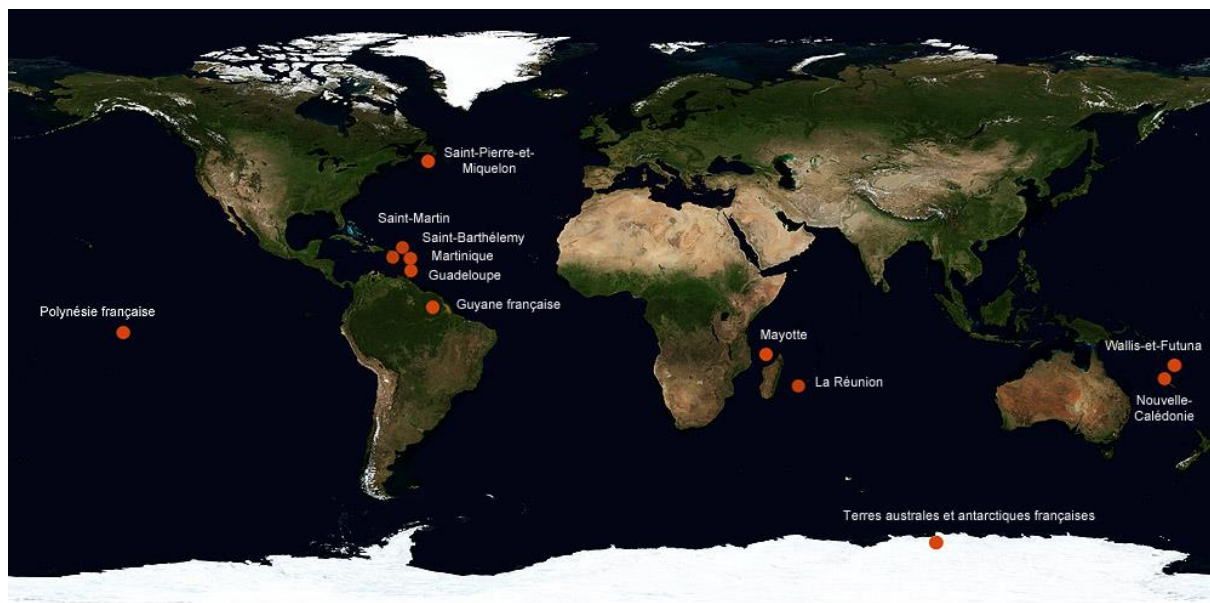 Saint-Pierre-et-
Miquelon
Saint-Martin
Saint-Barthélemy
Martinique
Guadeloupe
Guyane française
Polynésie française
Mayotte
Wallis-et-Futuna
La Réunion
Nouvelle-
Calédonie
Terres australes et antarctiques françaises